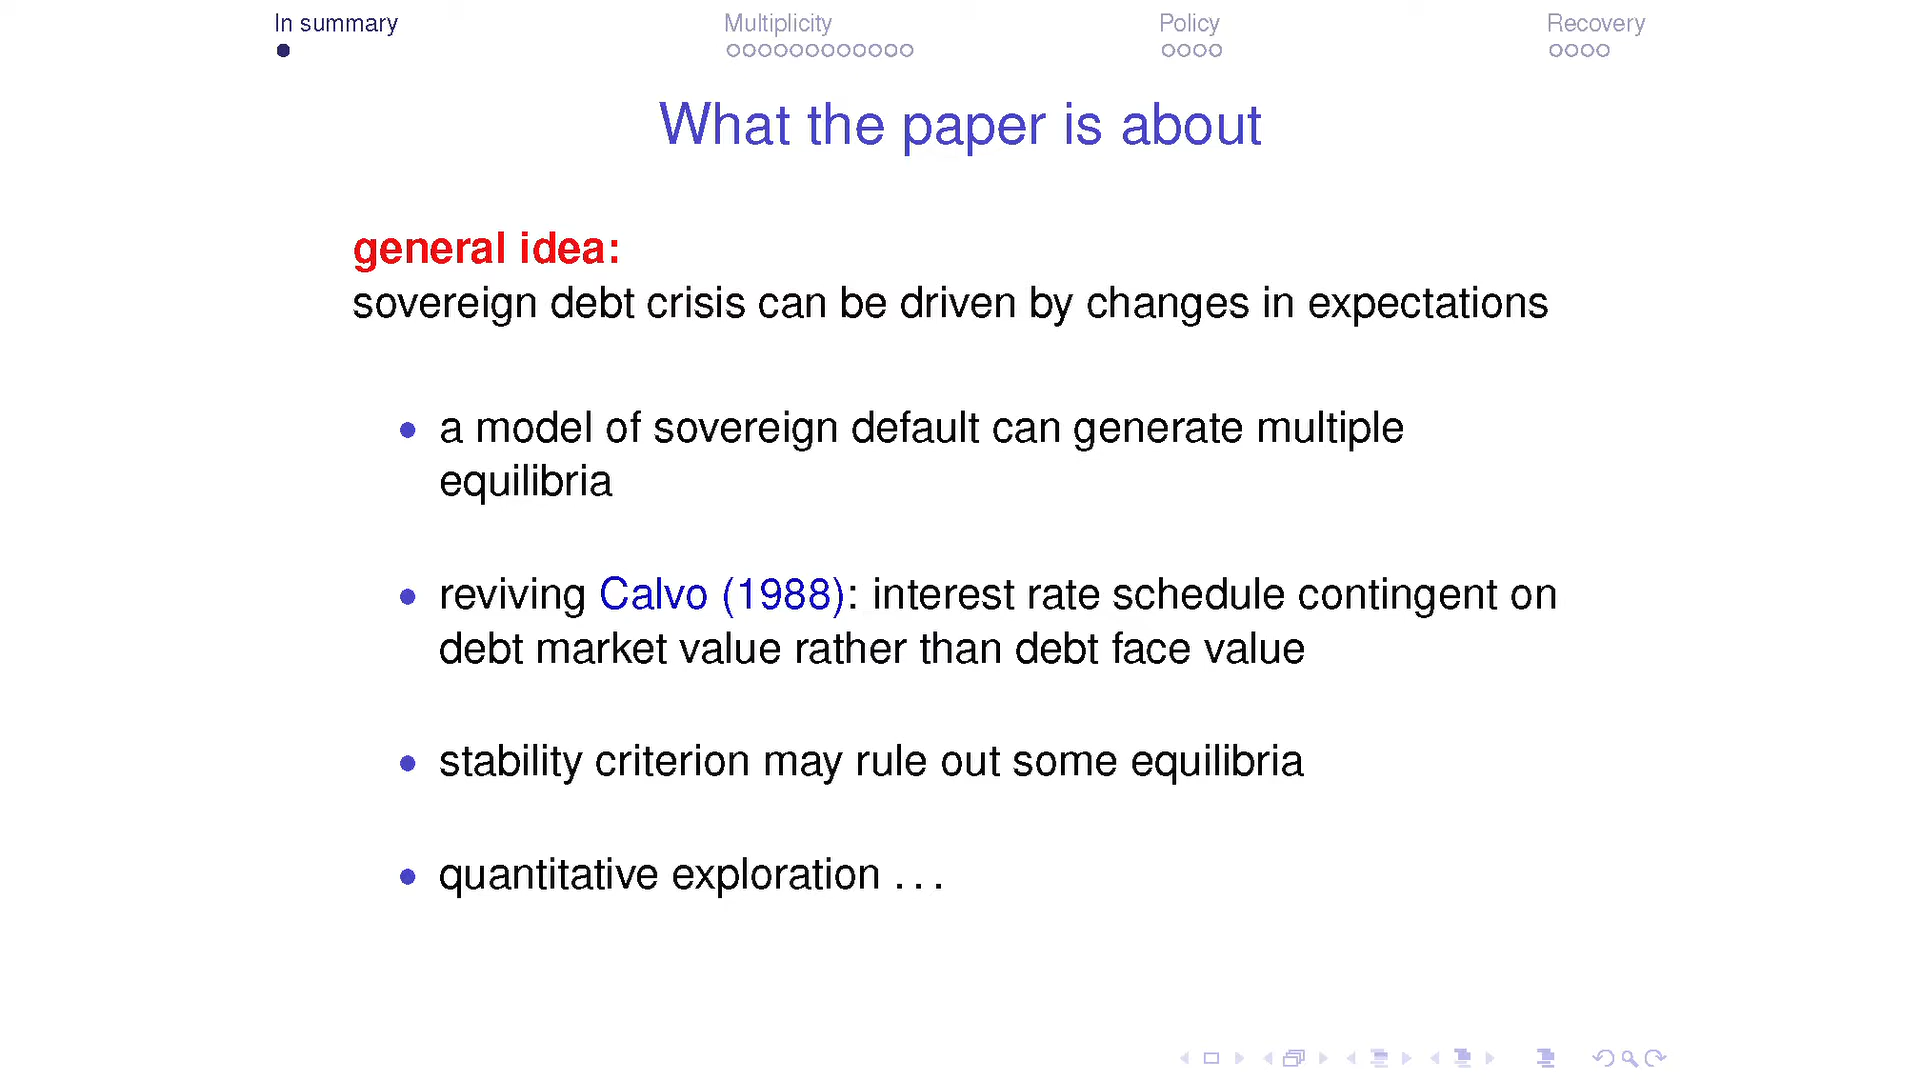 In summary Multiplicity Policy Recovery
What the paper is about
general idea:
sovereign debt crisis can be driven by changes in expectations
• a model of sovereign default can generate multiple
equilibria
• reviving Calvo (1988): interest rate schedule contingent on
debt market value rather than debt face value
• stability criterion may rule out some equilibria
• quantitative exploration . . .